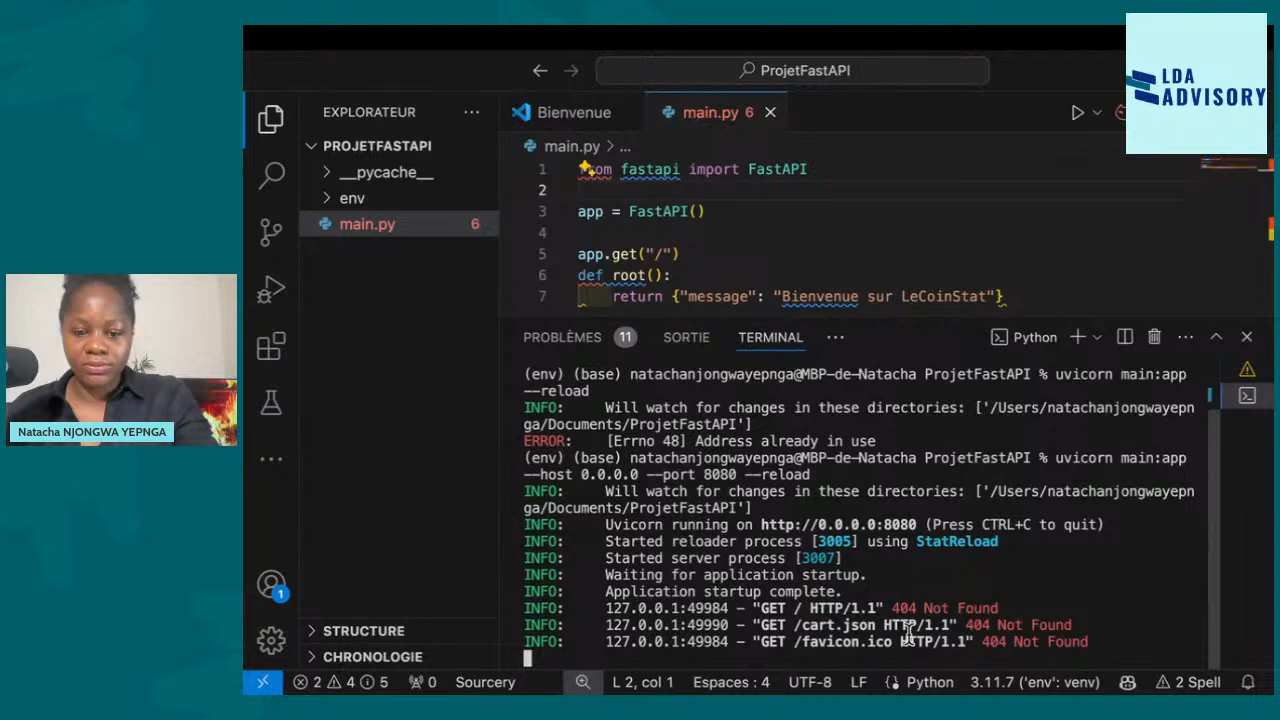 LDA
ADVISORY
ProjetFastAPI
EXPLORATEUR
Bienvenue
main.py 6
PROJETFASTAPI
__pycache__
env
main.py 6
main.py > ...
1 from fastapi import FastAPI
2
3 app = FastAPI()
4
5 app.get("/")
6 def root():
7 return {"message": "Bienvenue sur LeCoinStat"}
PROBLÈMES 11 SORTIE TERMINAL ... Python
(env) (base) natachanjongwayepnga@MBP-de-Natacha ProjetFastAPI % uvicorn main:app
--reload
INFO: Will watch for changes in these directories: ['/Users/natachanjongwayepn
ga/Documents/ProjetFastAPI']
ERROR: [Errno 48] Address already in use
(env) (base) natachanjongwayepnga@MBP-de-Natacha ProjetFastAPI % uvicorn main:app
--host 0.0.0.0 --port 8080 --reload
INFO: Will watch for changes in these directories: ['/Users/natachanjongwayepn
ga/Documents/ProjetFastAPI']
INFO: Uvicorn running on http://0.0.0.0:8080 (Press CTRL+C to quit)
INFO: Started reloader process [3005] using StatReload
INFO: Started server process [3007]
INFO: Waiting for application startup.
INFO: Application startup complete.
INFO: 127.0.0.1:49984 - "GET / HTTP/1.1" 404 Not Found
INFO: 127.0.0.1:49990 - "GET /cart.json HTTP/1.1" 404 Not Found
INFO: 127.0.0.1:49984 - "GET /favicon.ico HTTP/1.1" 404 Not Found
Natacha NJONGWA YEPNGA
1
STRUCTURE
CHRONOLOGIE
2 4 5 0 Sourcery L 2, col 1 Espaces : 4 UTF-8 LF {} Python 3.11.7 ('env': venv) 2 Spell